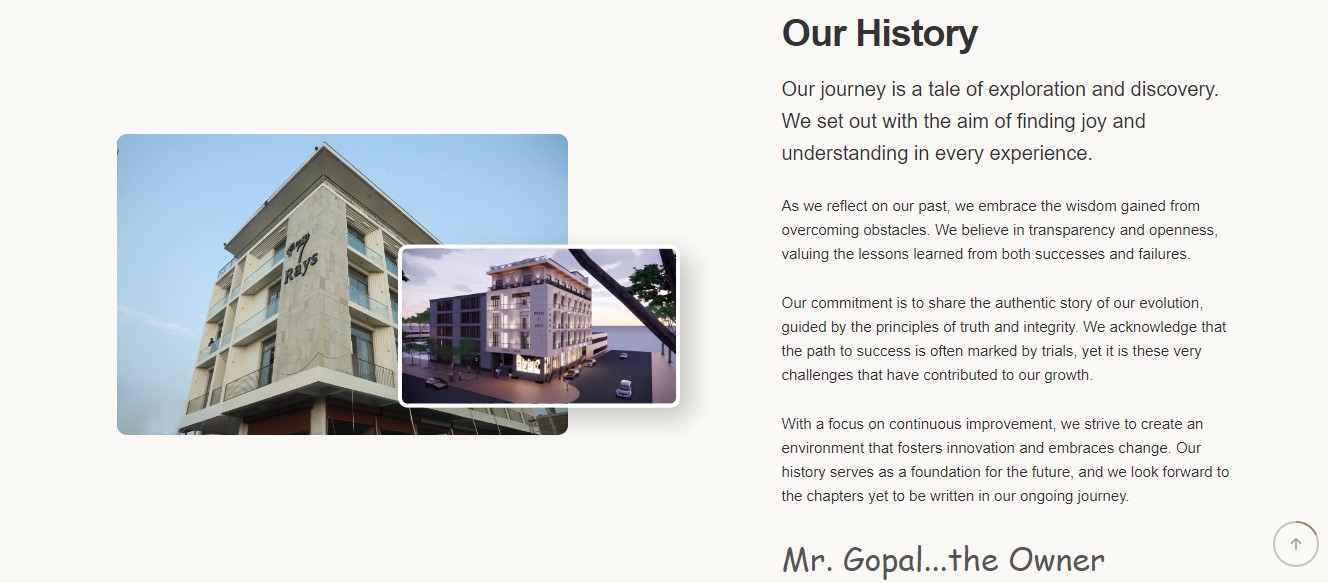 Our History
Our journey is a tale of exploration and discovery.
We set out with the aim of finding joy and
understanding in every experience.
As we reflect on our past, we embrace the wisdom gained from
overcoming obstacles. We believe in transparency and openness,
valuing the lessons learned from both successes and failures.
Our commitment is to share the authentic story of our evolution,
guided by the principles of truth and integrity. We acknowledge that
the path to success is often marked by trials, yet it is these very
challenges that have contributed to our growth.
With a focus on continuous improvement, we strive to create an
environment that fosters innovation and embraces change. Our
history serves as a foundation for the future, and we look forward to
the chapters yet to be written in our ongoing journey.
Mr. Gopal...the Owner
7
Rays